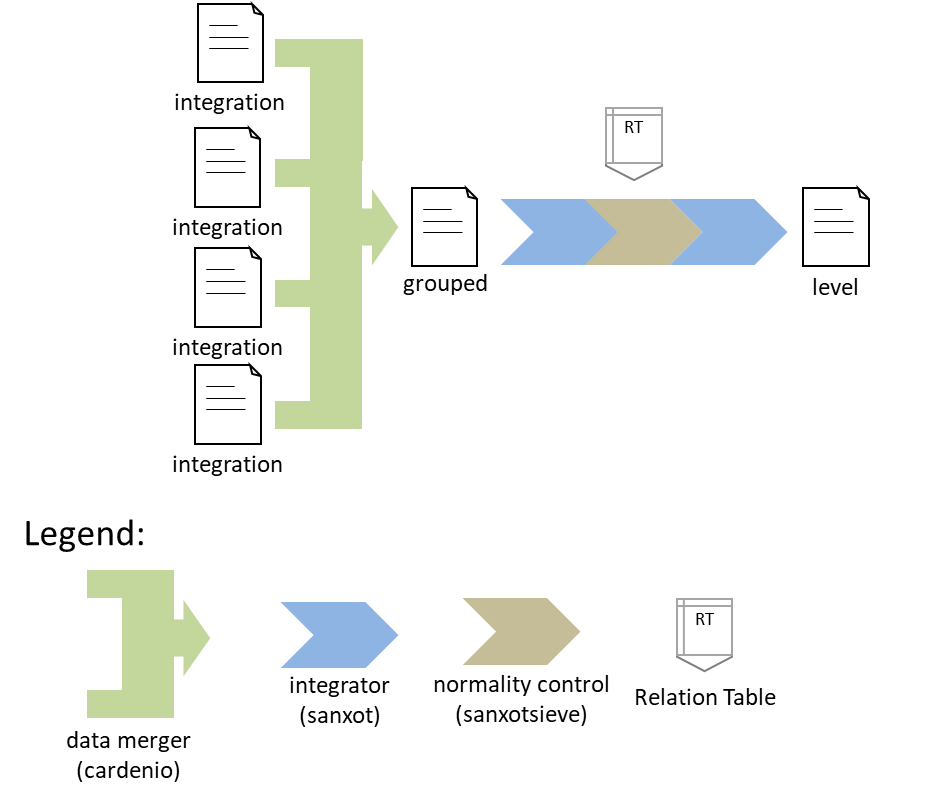 integration
integration
integration
integration
RT
grouped
level
Legend:
data merger
(cardenio)
integrator
(sanxot)
normality control
(sanxotsieve)
RT
Relation Table